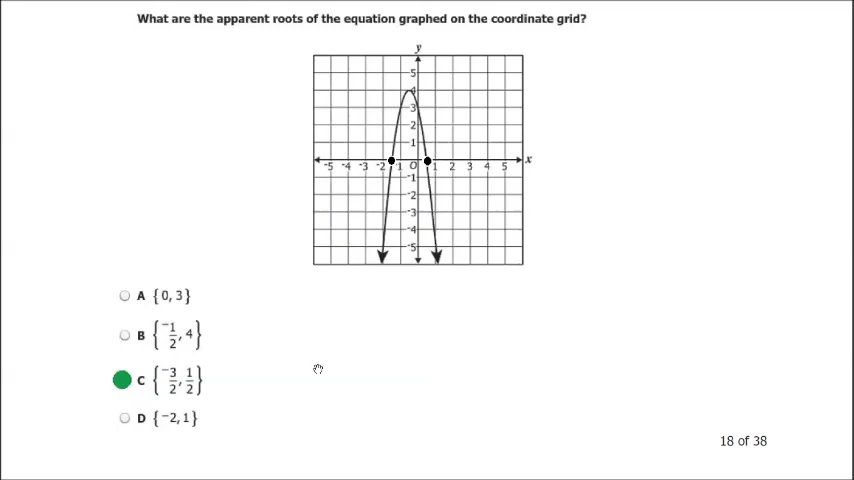 What are the apparent roots of the equation graphed on the coordinate grid?
y
5
4
3
2
1
-5 -4 -3 -2 -1 O 1 2 3 4 5 x
-1
-2
-3
-4
-5
A {0, 3}
B {-1/2, 4}
C {-3/2, 1/2}
D {-2, 1}
18 of 38